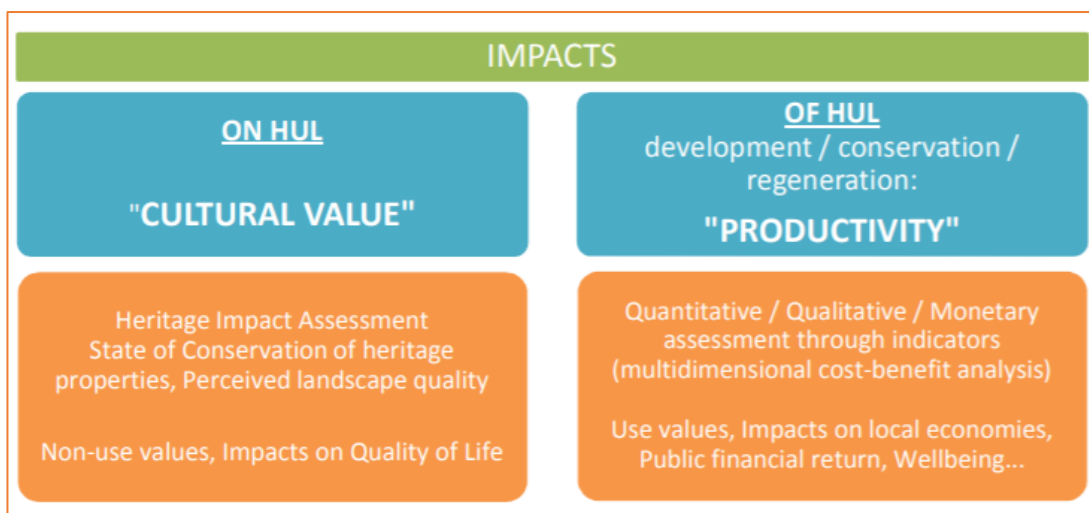 IMPACTS
ON HUL
"CULTURAL VALUE"
OF HUL
development / conservation /
regeneration:
"PRODUCTIVITY"
Heritage Impact Assessment
State of Conservation of heritage
properties, Perceived landscape quality
Non-use values, Impacts on Quality of Life
Quantitative / Qualitative / Monetary
assessment through indicators
(multidimensional cost-benefit analysis)
Use values, Impacts on local economies,
Public financial return, Wellbeing...